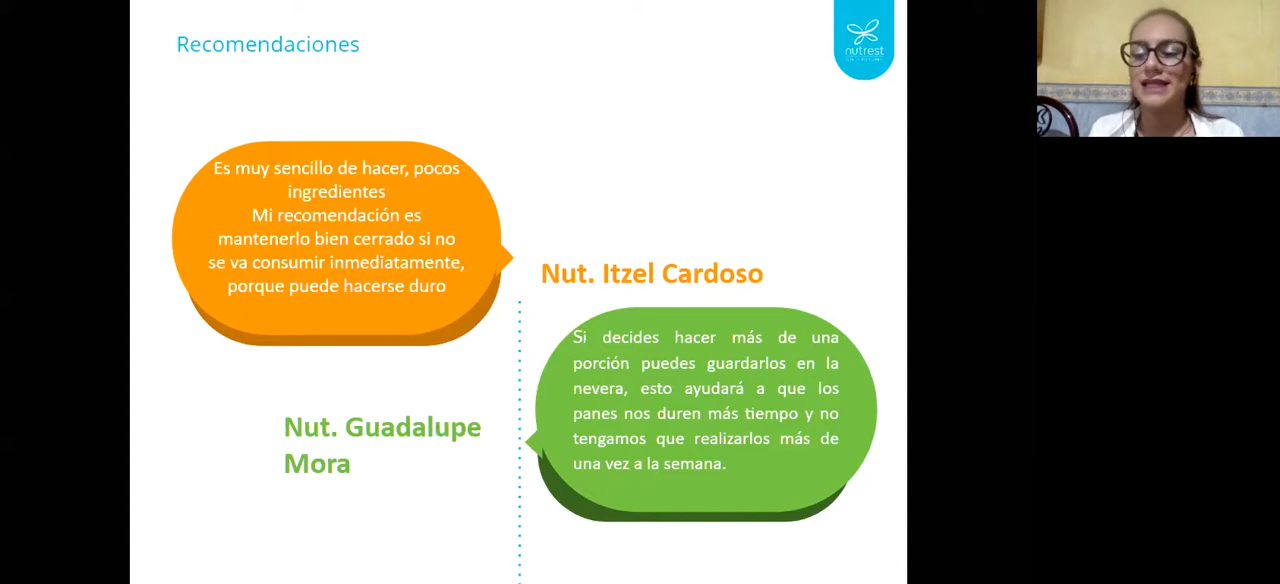 Recomendaciones
nutrest
Es muy sencillo de hacer, pocos
ingredientes
Mi recomendación es
mantenerlo bien cerrado si no
se va consumir inmediatamente,
porque puede hacerse duro
Nut. Itzel Cardoso
Si decides hacer más de una
porción puedes guardarlos en la
nevera, esto ayudará a que los
panes nos duren más tiempo y no
tengamos que realizarlos más de
una vez a la semana.
Nut. Guadalupe
Mora